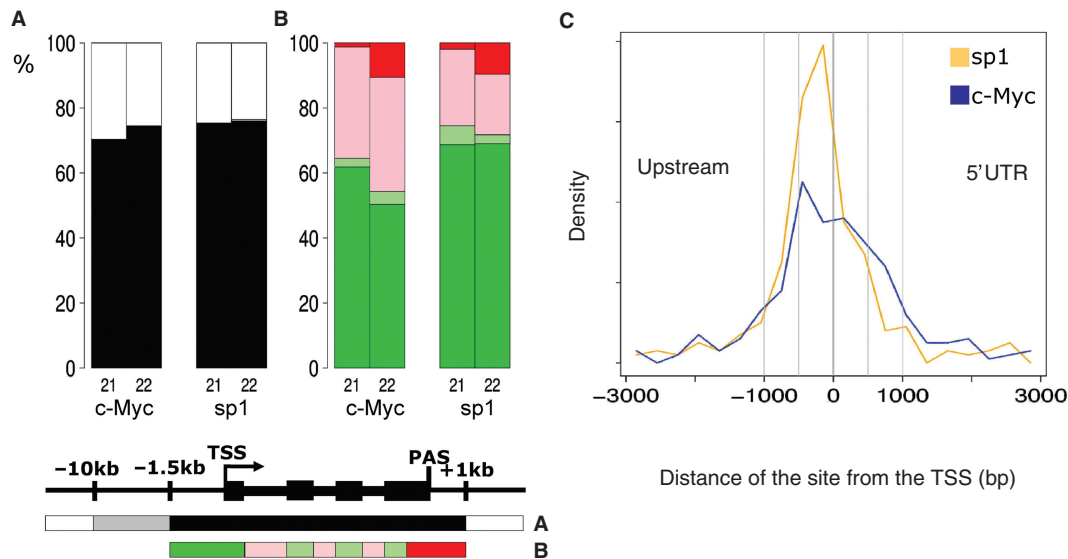 A
B
C
%
100
80
60
40
20
0
21 22 21 22
c-Myc sp1
100
80
60
40
20
0
21 22 21 22
c-Myc sp1
sp1
c-Myc
Upstream
5'UTR
Density
−3000 −1000 0 1000 3000
Distance of the site from the TSS (bp)
TSS PAS
−10kb −1.5kb +1kb
A
B